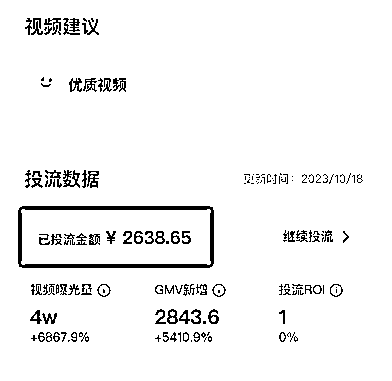 视频建议
优质视频
投流数据
更新时间：2023/10/18
已投流金额 ¥ 2638.65
继续投流
视频曝光量
GMV新增
投流ROI
4w
2843.6
1
+6867.9%
+5410.9%
0%